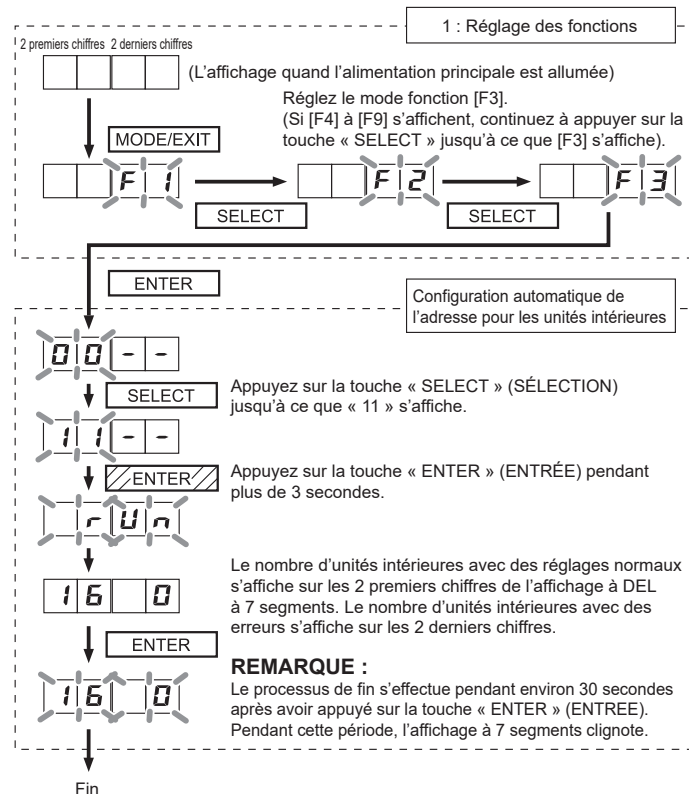 1 : Réglage des fonctions
2 premiers chiffres 2 derniers chiffres
(L'affichage quand l'alimentation principale est allumée)
Réglez le mode fonction [F3].
(Si [F4] à [F9] s'affichent, continuez à appuyer sur la
touche « SELECT » jusqu'à ce que [F3] s'affiche).
MODE/EXIT
F 1
F 2
F 3
SELECT
SELECT
ENTER
Configuration automatique de
l'adresse pour les unités intérieures
0 0 - -
SELECT
Appuyez sur la touche « SELECT » (SÉLECTION)
jusqu'à ce que « 11 » s'affiche.
1 1 - -
ENTER
Appuyez sur la touche « ENTER » (ENTRÉE) pendant
plus de 3 secondes.
r U n
Le nombre d'unités intérieures avec des réglages normaux
s'affiche sur les 2 premiers chiffres de l'affichage à DEL
à 7 segments. Le nombre d'unités intérieures avec des
erreurs s'affiche sur les 2 derniers chiffres.
1 6 0
ENTER
REMARQUE :
Le processus de fin s'effectue pendant environ 30 secondes
après avoir appuyé sur la touche « ENTER » (ENTREE).
Pendant cette période, l'affichage à 7 segments clignote.
1 6 0
Fin